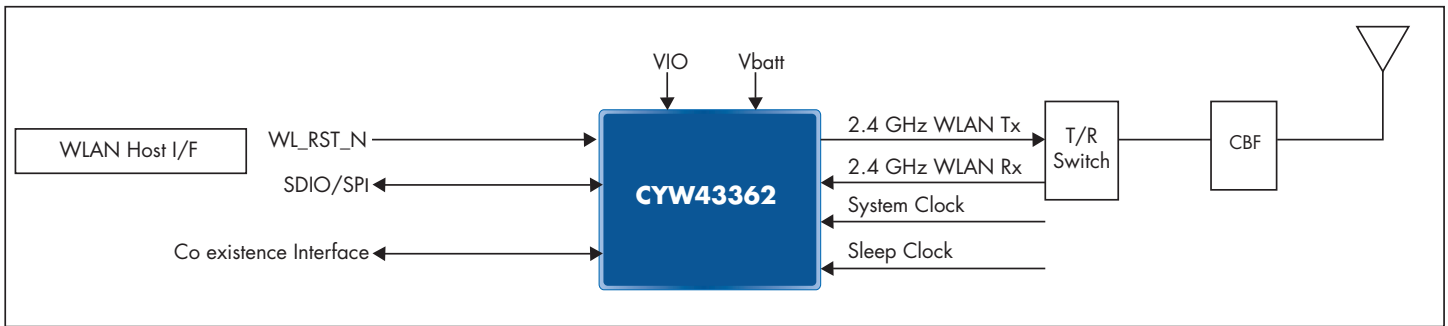 VIO
Vbatt
WLAN Host I/F
WL_RST_N
SDIO/SPI
Co existence Interface
CYW43362
2.4 GHz WLAN Tx
2.4 GHz WLAN Rx
System Clock
Sleep Clock
T/R
Switch
CBF